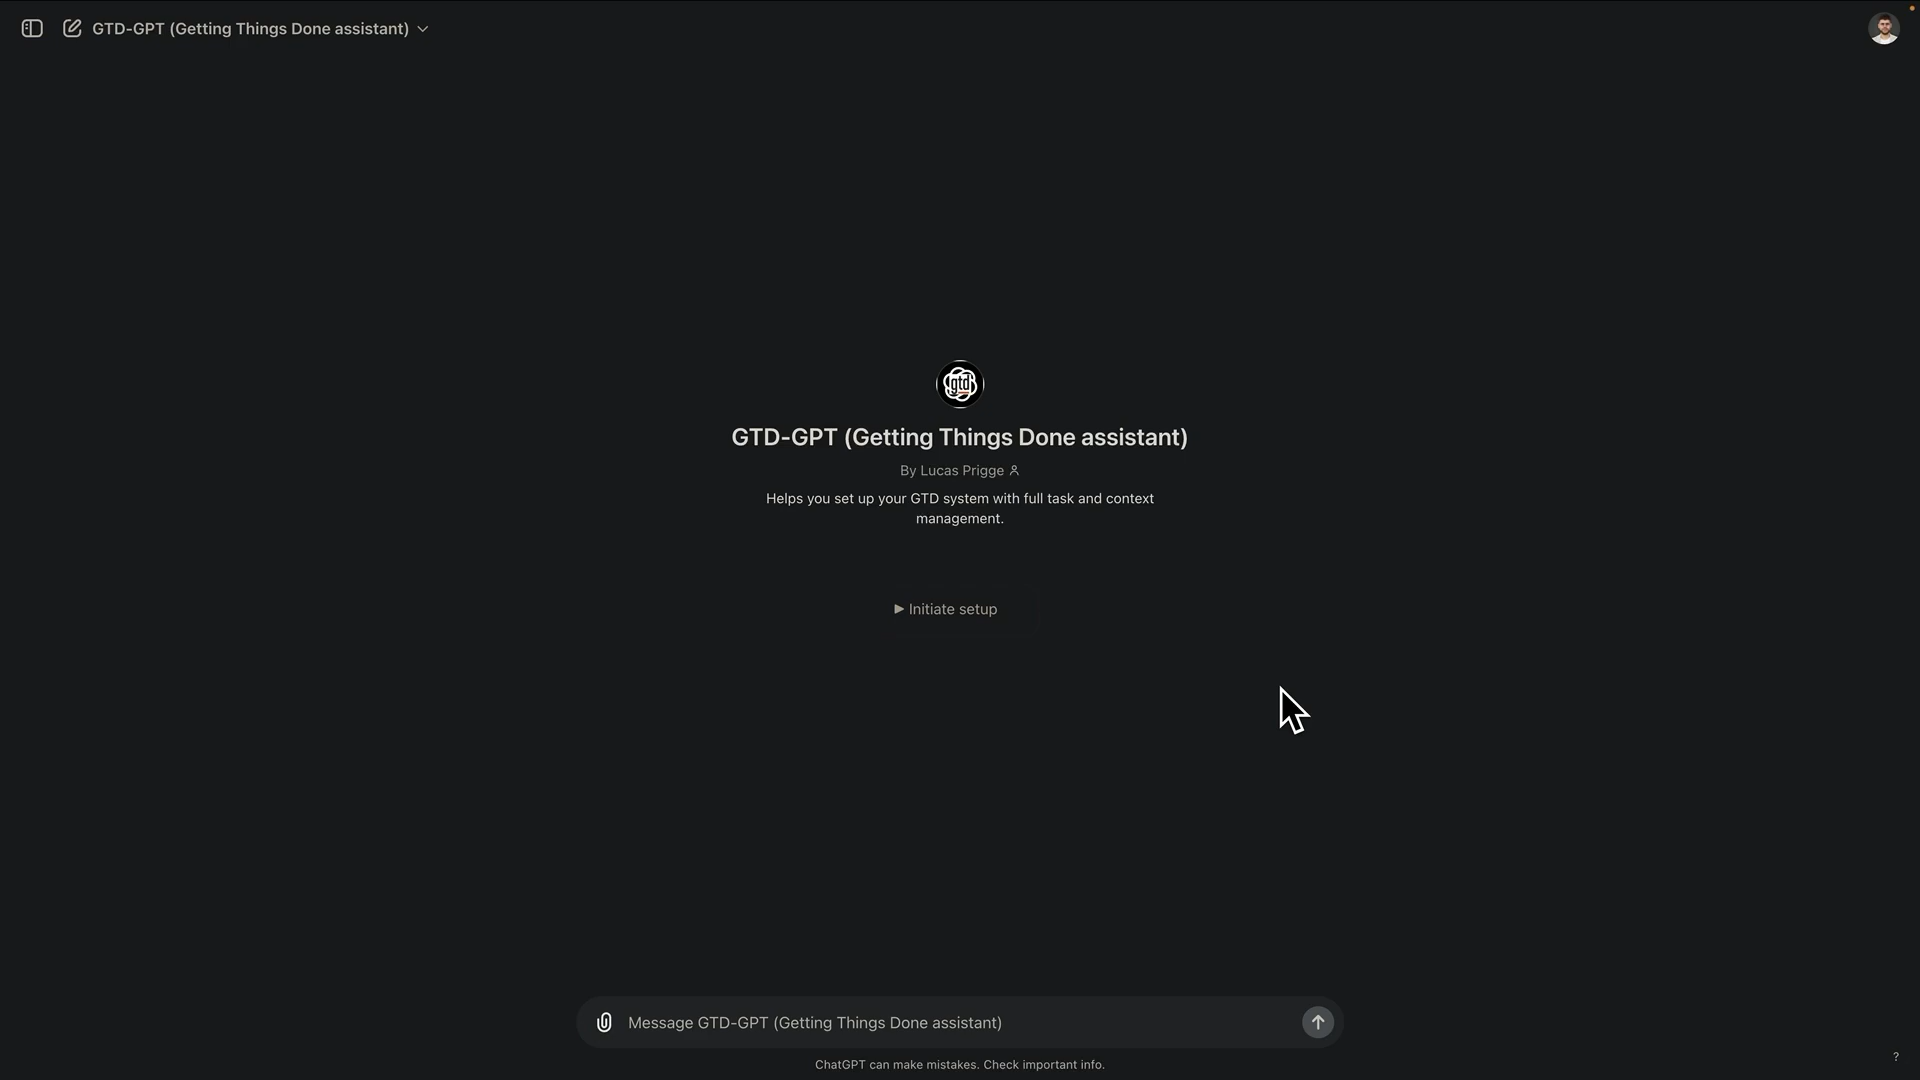 GTD-GPT (Getting Things Done assistant)
gtd
GTD-GPT (Getting Things Done assistant)
By Lucas Prigge
Helps you set up your GTD system with full task and context
management.
Initiate setup
Message GTD-GPT (Getting Things Done assistant)
ChatGPT can make mistakes. Check important info.
?